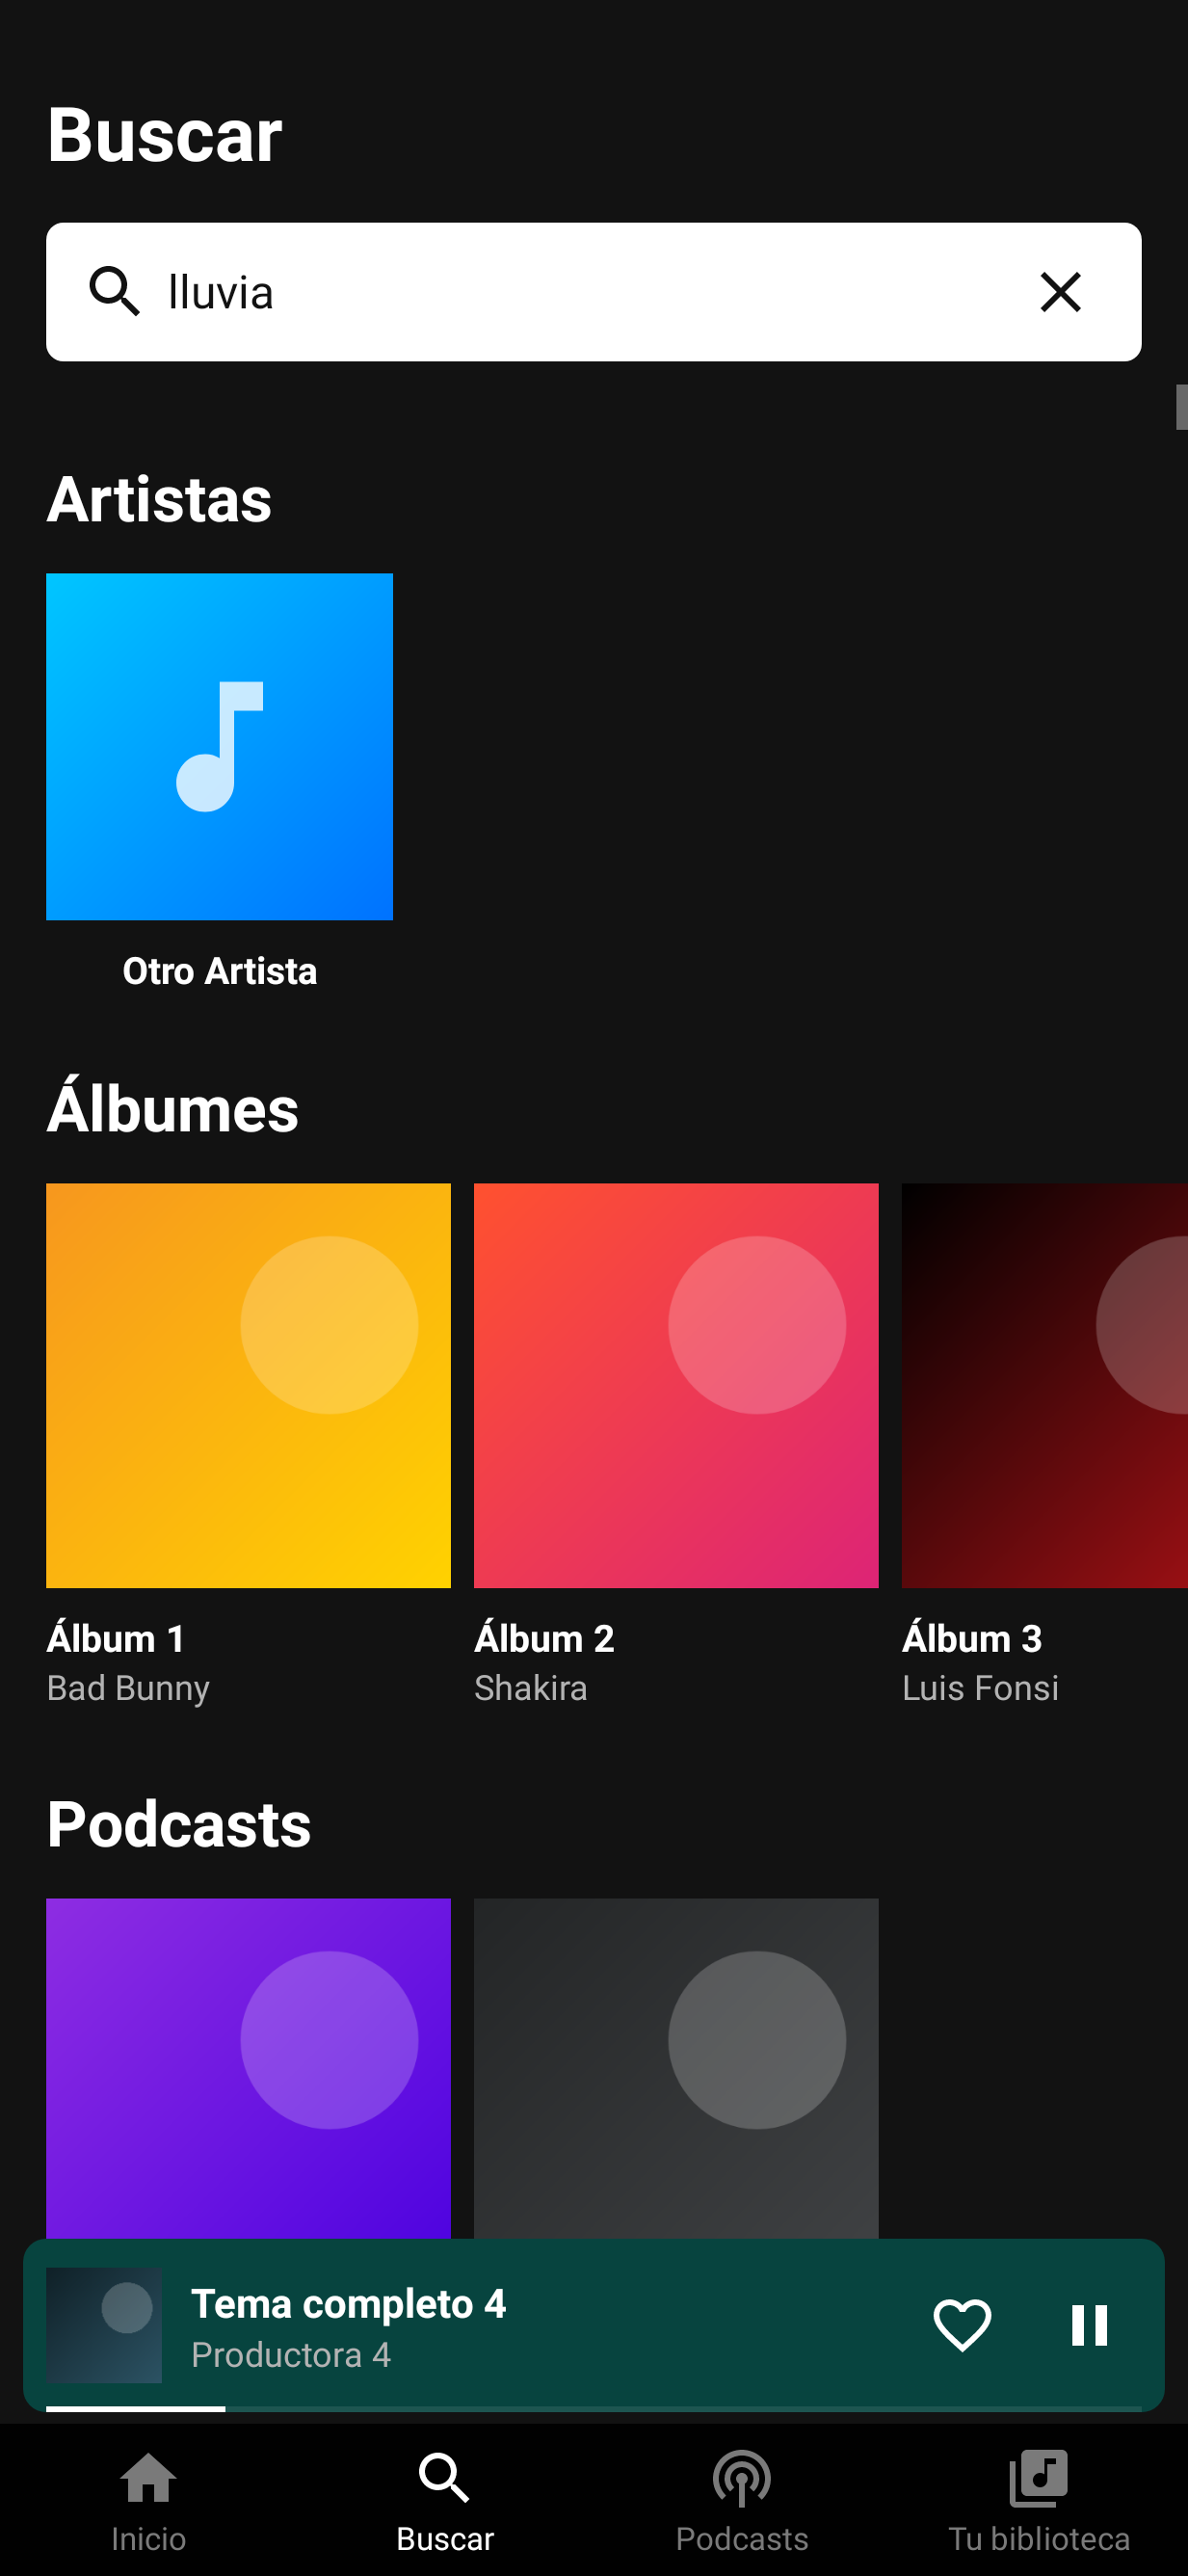 Buscar
lluvia
Artistas
Otro Artista
Álbumes
Álbum 1
Bad Bunny
Álbum 2
Shakira
Álbum 3
Luis Fonsi
Podcasts
Tema completo 4
Productora 4
Inicio
Buscar
Podcasts
Tu biblioteca